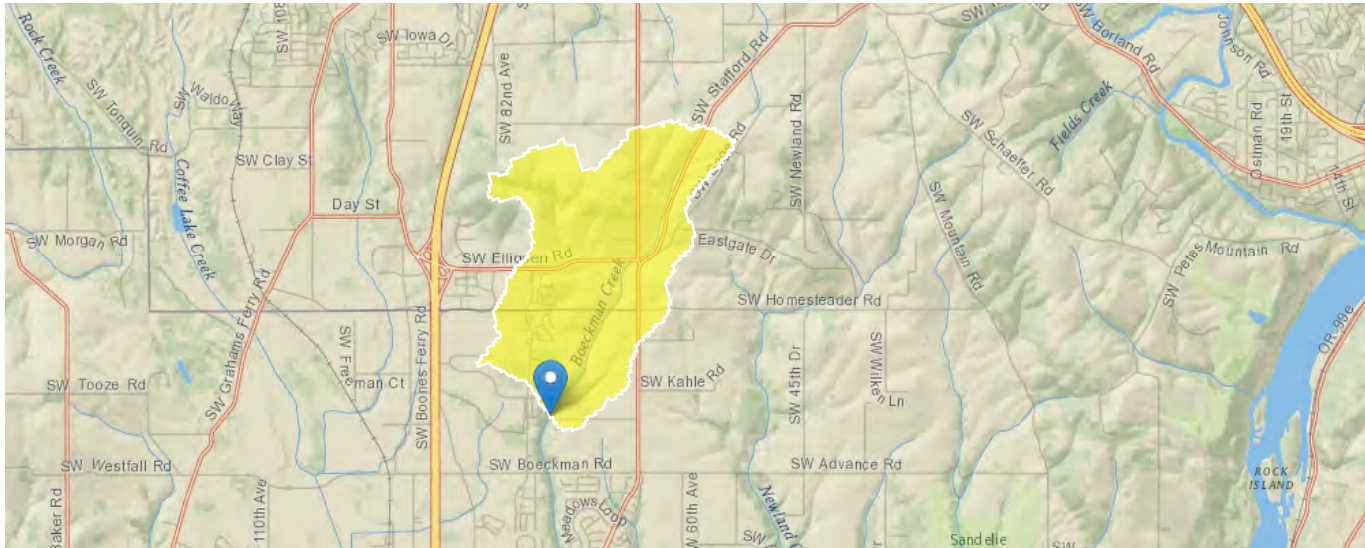 Rock Creek
SW Iowa Dr
SW 82nd Ave
SW Stafford Rd
SW Borland Rd
Johnson Rd
SW Tonquin Rd
SW
Waldo Way
SW Newland Rd
Fields Creek
SW Schaeffer Rd
Ostman Rd
19th St
SW Clay St
Coffee Lake Creek
Day St
14th St
SW Morgan Rd
SW Elligsen Rd
Eastgate Dr
SW Mountain Rd
SW Petes Mountain Rd
SW Grahams Ferry Rd
Boeckman Creek
SW Homesteader Rd
SW Boones Ferry Rd
OR-99e
SW Freeman Ct
SW Tooze Rd
SW Kahle Rd
SW 45th Dr
SW Wilken Ln
SW Westfall Rd
SW Boeckman Rd
SW Advance Rd
ROCK
ISLAND
Baker Rd
110th Ave
Meadows Loop
SW 60th Ave
Newland
Sandelie